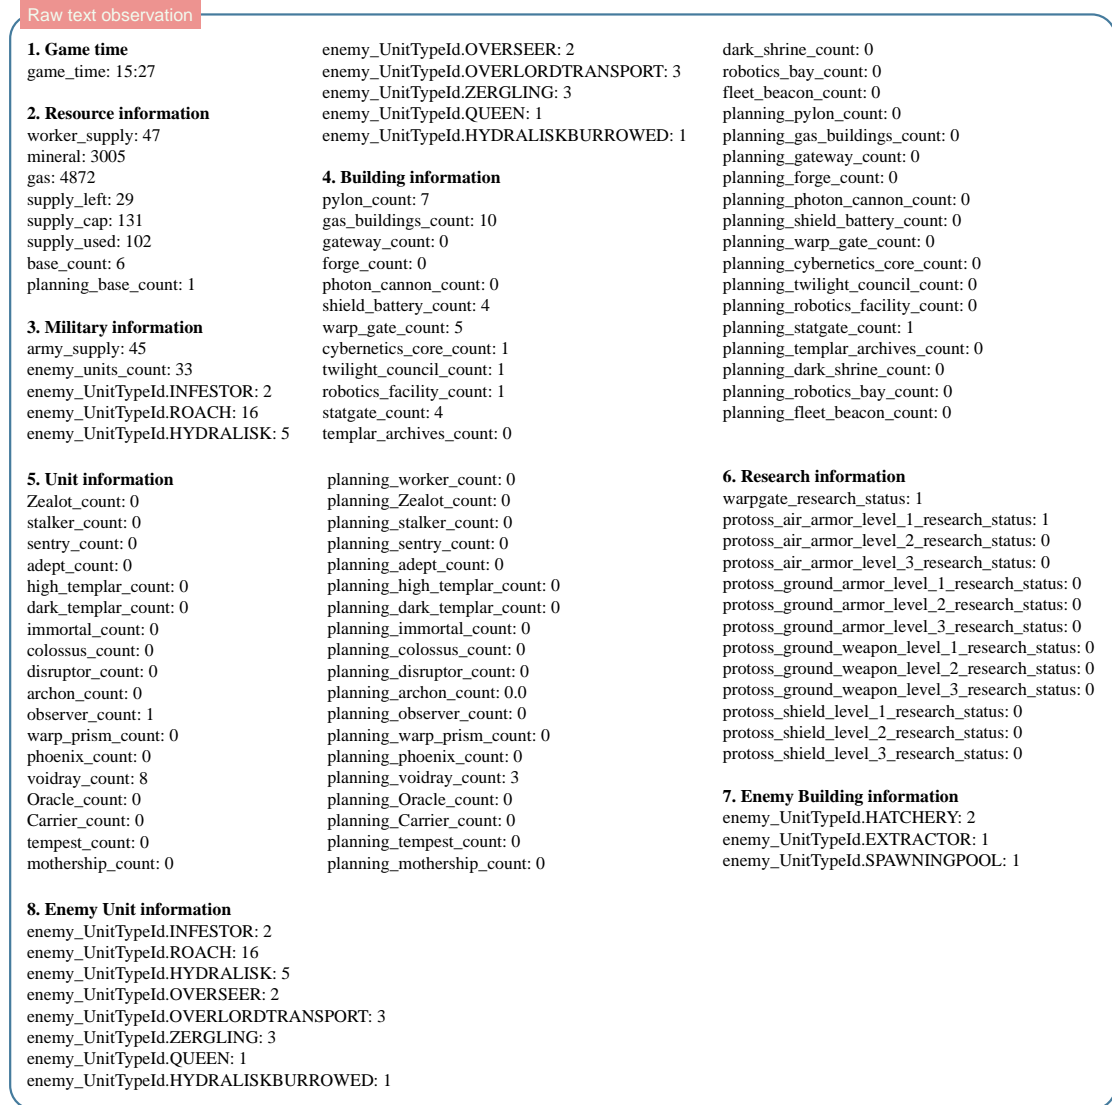 Raw text observation
1. Game time
game_time: 15:27
2. Resource information
worker_supply: 47
mineral: 3005
gas: 4872
supply_left: 29
supply_cap: 131
supply_used: 102
base_count: 6
planning_base_count: 1
3. Military information
army_supply: 45
enemy_units_count: 33
enemy_UnitTypeId.INFESTOR: 2
enemy_UnitTypeId.ROACH: 16
enemy_UnitTypeId.HYDRALISK: 5
enemy_UnitTypeId.OVERSEER: 2
enemy_UnitTypeId.OVERLORDTRANSPORT: 3
enemy_UnitTypeId.ZERGLING: 3
enemy_UnitTypeId.QUEEN: 1
enemy_UnitTypeId.HYDRALISKBURROWED: 1
4. Building information
pylon_count: 7
gas_buildings_count: 10
gateway_count: 0
forge_count: 0
photon_cannon_count: 0
shield_battery_count: 4
warp_gate_count: 5
cybernetics_core_count: 1
twilight_council_count: 1
robotics_facility_count: 1
statgate_count: 4
templar_archives_count: 0
dark_shrine_count: 0
robotics_bay_count: 0
fleet_beacon_count: 0
planning_pylon_count: 0
planning_gas_buildings_count: 0
planning_gateway_count: 0
planning_forge_count: 0
planning_photon_cannon_count: 0
planning_shield_battery_count: 0
planning_warp_gate_count: 0
planning_cybernetics_core_count: 0
planning_twilight_council_count: 0
planning_robotics_facility_count: 0
planning_statgate_count: 1
planning_templar_archives_count: 0
planning_dark_shrine_count: 0
planning_robotics_bay_count: 0
planning_fleet_beacon_count: 0
5. Unit information
Zealot_count: 0
stalker_count: 0
sentry_count: 0
adept_count: 0
high_templar_count: 0
dark_templar_count: 0
immortal_count: 0
colossus_count: 0
disruptor_count: 0
archon_count: 0
observer_count: 1
warp_prism_count: 0
phoenix_count: 0
voidray_count: 8
Oracle_count: 0
Carrier_count: 0
tempest_count: 0
mothership_count: 0
planning_worker_count: 0
planning_Zealot_count: 0
planning_stalker_count: 0
planning_sentry_count: 0
planning_adept_count: 0
planning_high_templar_count: 0
planning_dark_templar_count: 0
planning_immortal_count: 0
planning_colossus_count: 0
planning_disruptor_count: 0
planning_archon_count: 0.0
planning_observer_count: 0
planning_warp_prism_count: 0
planning_phoenix_count: 0
planning_voidray_count: 3
planning_Oracle_count: 0
planning_Carrier_count: 0
planning_tempest_count: 0
planning_mothership_count: 0
6. Research information
warpgate_research_status: 1
protoss_air_armor_level_1_research_status: 1
protoss_air_armor_level_2_research_status: 0
protoss_air_armor_level_3_research_status: 0
protoss_ground_armor_level_1_research_status: 0
protoss_ground_armor_level_2_research_status: 0
protoss_ground_armor_level_3_research_status: 0
protoss_ground_weapon_level_1_research_status: 0
protoss_ground_weapon_level_2_research_status: 0
protoss_ground_weapon_level_3_research_status: 0
protoss_shield_level_1_research_status: 0
protoss_shield_level_2_research_status: 0
protoss_shield_level_3_research_status: 0
7. Enemy Building information
enemy_UnitTypeId.HATCHERY: 2
enemy_UnitTypeId.EXTRACTOR: 1
enemy_UnitTypeId.SPAWNINGPOOL: 1
8. Enemy Unit information
enemy_UnitTypeId.INFESTOR: 2
enemy_UnitTypeId.ROACH: 16
enemy_UnitTypeId.HYDRALISK: 5
enemy_UnitTypeId.OVERSEER: 2
enemy_UnitTypeId.OVERLORDTRANSPORT: 3
enemy_UnitTypeId.ZERGLING: 3
enemy_UnitTypeId.QUEEN: 1
enemy_UnitTypeId.HYDRALISKBURROWED: 1